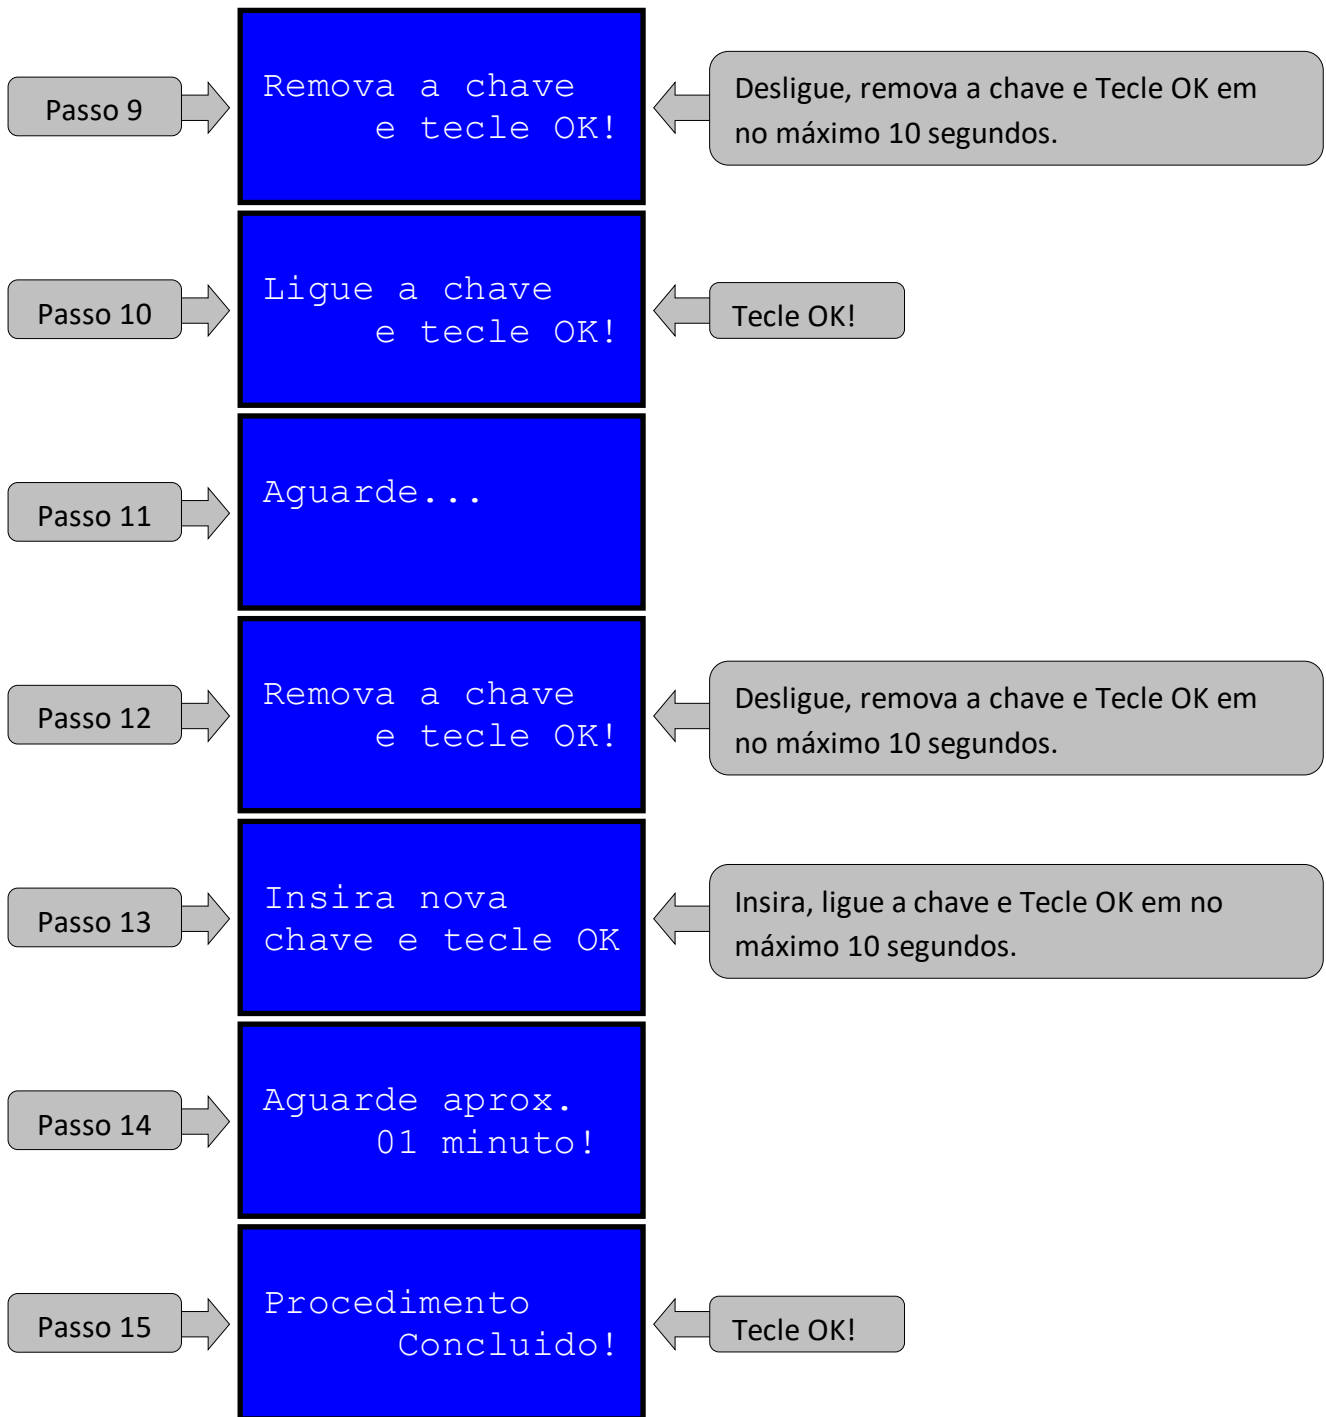 Passo 9
Remova a chave
e tecle OK!
Desligue, remova a chave e Tecle OK em
no máximo 10 segundos.
Passo 10
Ligue a chave
e tecle OK!
Tecle OK!
Passo 11
Aguarde...
Passo 12
Remova a chave
e tecle OK!
Desligue, remova a chave e Tecle OK em
no máximo 10 segundos.
Passo 13
Insira nova
chave e tecle OK
Insira, ligue a chave e Tecle OK em no
máximo 10 segundos.
Passo 14
Aguarde aprox.
01 minuto!
Passo 15
Procedimento
Concluido!
Tecle OK!